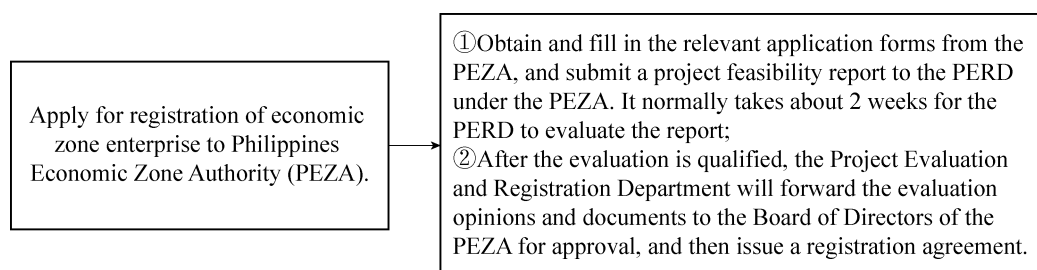 Apply for registration of economic
zone enterprise to Philippines
Economic Zone Authority (PEZA).
①Obtain and fill in the relevant application forms from the
PEZA, and submit a project feasibility report to the PERD
under the PEZA. It normally takes about 2 weeks for the
PERD to evaluate the report;
②After the evaluation is qualified, the Project Evaluation
and Registration Department will forward the evaluation
opinions and documents to the Board of Directors of the
PEZA for approval, and then issue a registration agreement.